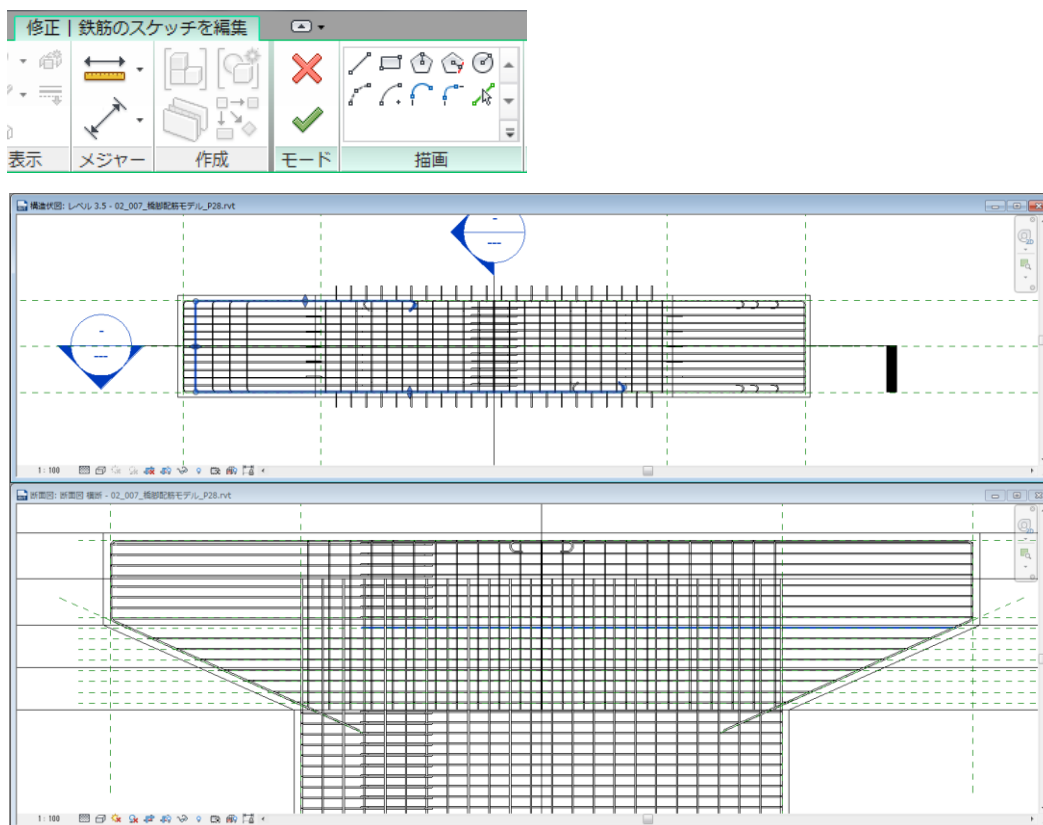 修正 | 鉄筋のスケッチを編集
表示
メジャー
作成
モード
描画
構造伏図: レベル 3.5 - 02_007_橋脚配筋モデル_P28.rvt
1 : 100
断面図: 断面図 横断 - 02_007_橋脚配筋モデル_P28.rvt
1 : 100